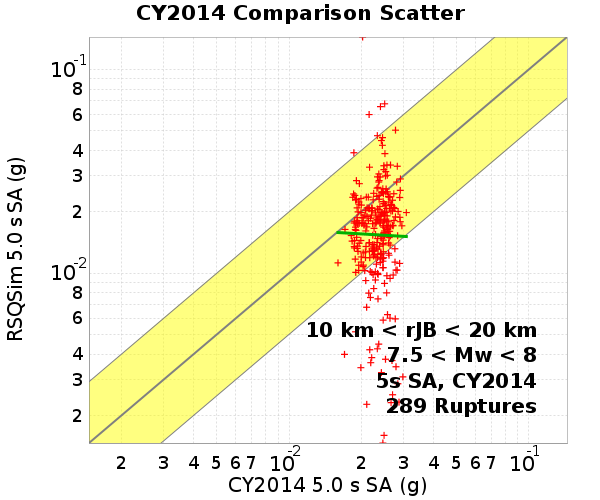 CY2014 Comparison Scatter
RSQSim 5.0 s SA (g)
10⁻¹
8
6
4
3
2
10⁻²
8
6
4
3
2
10 km < rJB < 20 km
7.5 < Mw < 8
5s SA, CY2014
289 Ruptures
2 3 4 5 6 7 10⁻² 2 3 4 5 6 7 10⁻¹
CY2014 5.0 s SA (g)